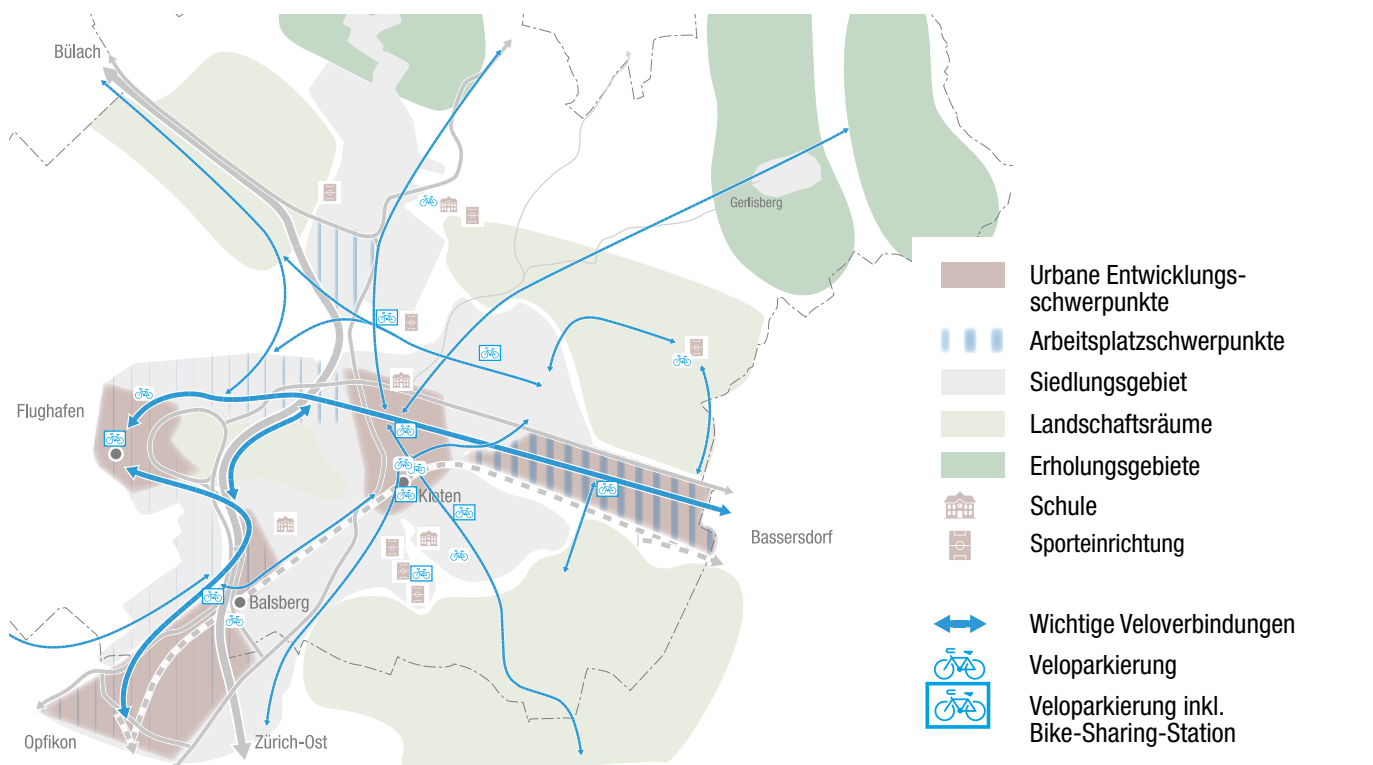 Bülach
Gerlisberg
Flughafen
Kloten
Bassersdorf
Balsberg
Opfikon
Zürich-Ost
Urbane Entwicklungs-
schwerpunkte
Arbeitsplatzschwerpunkte
Siedlungsgebiet
Landschaftsräume
Erholungsgebiete
Schule
Sporteinrichtung
Wichtige Veloverbindungen
Veloparkierung
Veloparkierung inkl.
Bike-Sharing-Station